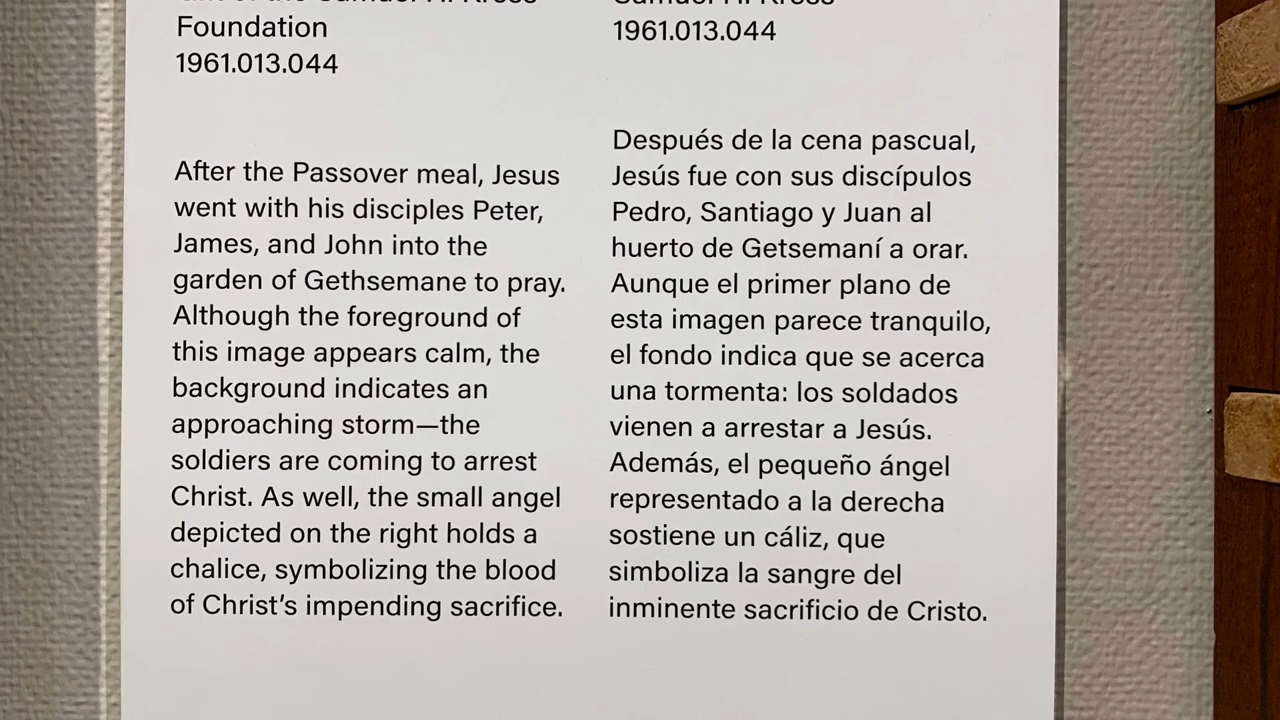 Foundation
1961.013.044
After the Passover meal, Jesus
went with his disciples Peter,
James, and John into the
garden of Gethsemane to pray.
Although the foreground of
this image appears calm, the
background indicates an
approaching storm—the
soldiers are coming to arrest
Christ. As well, the small angel
depicted on the right holds a
chalice, symbolizing the blood
of Christ’s impending sacrifice.
1961.013.044
Después de la cena pascual,
Jesús fue con sus discípulos
Pedro, Santiago y Juan al
huerto de Getsemaní a orar.
Aunque el primer plano de
esta imagen parece tranquilo,
el fondo indica que se acerca
una tormenta: los soldados
vienen a arrestar a Jesús.
Además, el pequeño ángel
representado a la derecha
sostiene un cáliz, que
simboliza la sangre del
inminente sacrificio de Cristo.